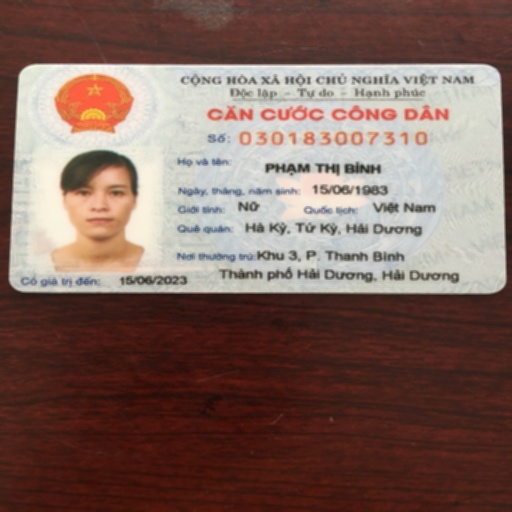 CỘNG HÒA XÃ HỘI CHỦ NGHĨA VIỆT NAM
Độc lập - Tự do - Hạnh phúc
CĂN CƯỚC CÔNG DÂN
Số: 030183007310
Họ và tên: PHẠM THỊ BÌNH
Ngày, tháng, năm sinh: 15/06/1983
Giới tính: Nữ Quốc tịch: Việt Nam
Quê quán: Hà Kỳ, Tứ Kỳ, Hải Dương
Nơi thường trú: Khu 3, P. Thanh Bình
Thành phố Hải Dương, Hải Dương
Có giá trị đến: 15/06/2023